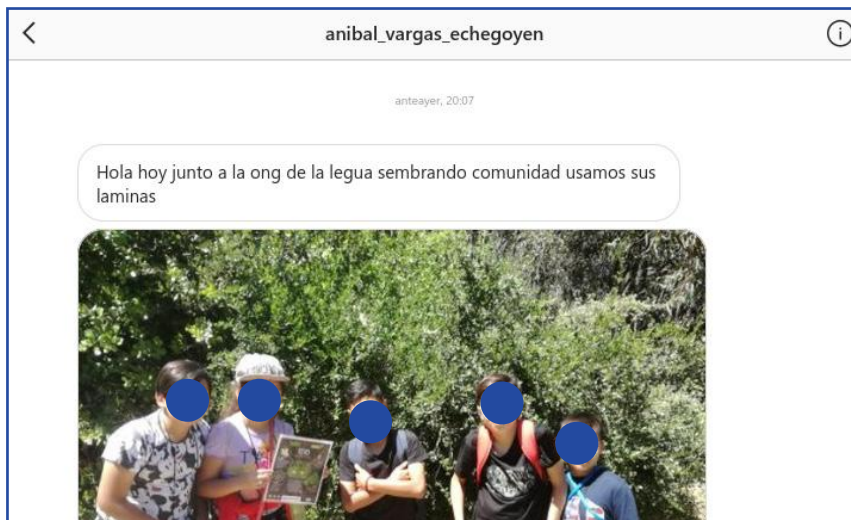 anibal_vargas_echegoyen
anteayer, 20:07
Hola hoy junto a la ong de la legua sembrando comunidad usamos sus
laminas